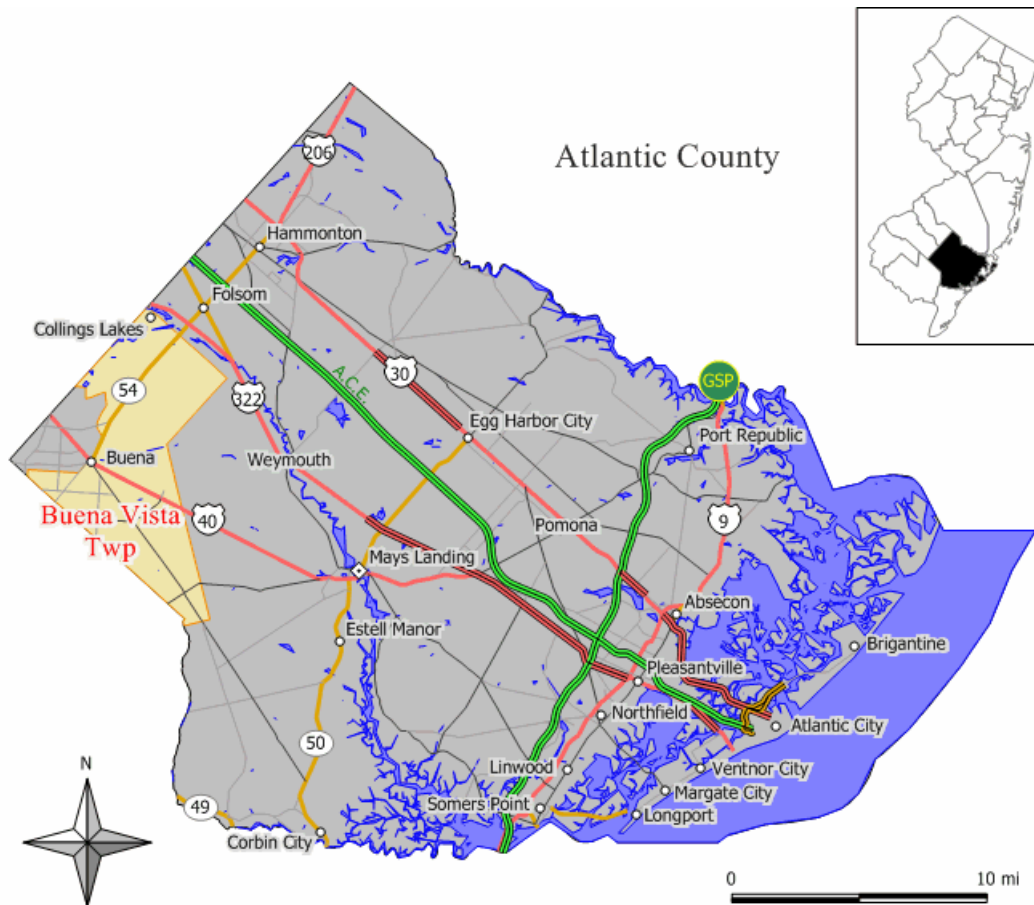 Atlantic County
206
Hammonton
A.C.E.
Folsom
Collings Lakes
54
322
30
GSP
Egg Harbor City
Port Republic
Buena
Weymouth
Buena Vista
Twp
40
Pomona
9
Mays Landing
Absecon
Estell Manor
Brigantine
Pleasantville
Northfield
Atlantic City
50
Linwood
Ventnor City
N
49
Somers Point
Margate City
Longport
Corbin City
0
10 mi